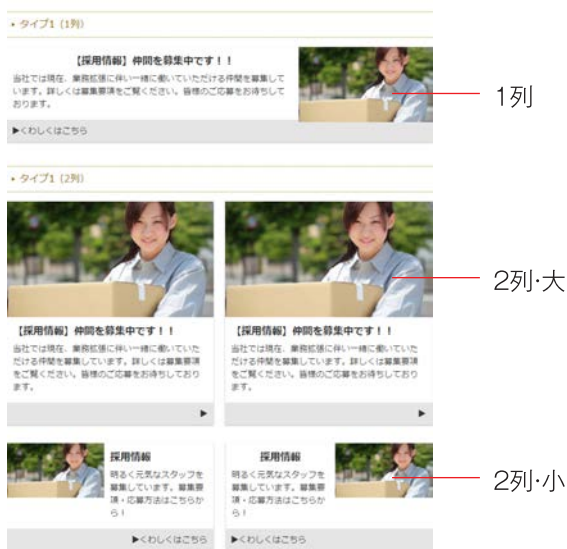 ・タイプ1（1列）
【採用情報】仲間を募集中です！！
当社では現在、業務拡張に伴い一緒に働いていただける仲間を募集して
います。詳しくは募集要項をご覧ください。皆様のご応募をお待ちして
おります。
▶くわしくはこちら
1列
・タイプ1（2列）
【採用情報】仲間を募集中です！！
当社では現在、業務拡張に伴い一緒に働いていた
だける仲間を募集しています。詳しくは募集要項
をご覧ください。皆様のご応募をお待ちしており
ます。
▶
【採用情報】仲間を募集中です！！
当社では現在、業務拡張に伴い一緒に働いていた
だける仲間を募集しています。詳しくは募集要項
をご覧ください。皆様のご応募をお待ちしており
ます。
▶
2列·大
採用情報
明るく元気なスタッフを
募集しています。募集要
項・応募方法はこちらか
ら！
▶くわしくはこちら
採用情報
明るく元気なスタッフを
募集しています。募集要
項・応募方法はこちらか
ら！
▶くわしくはこちら
2列·小